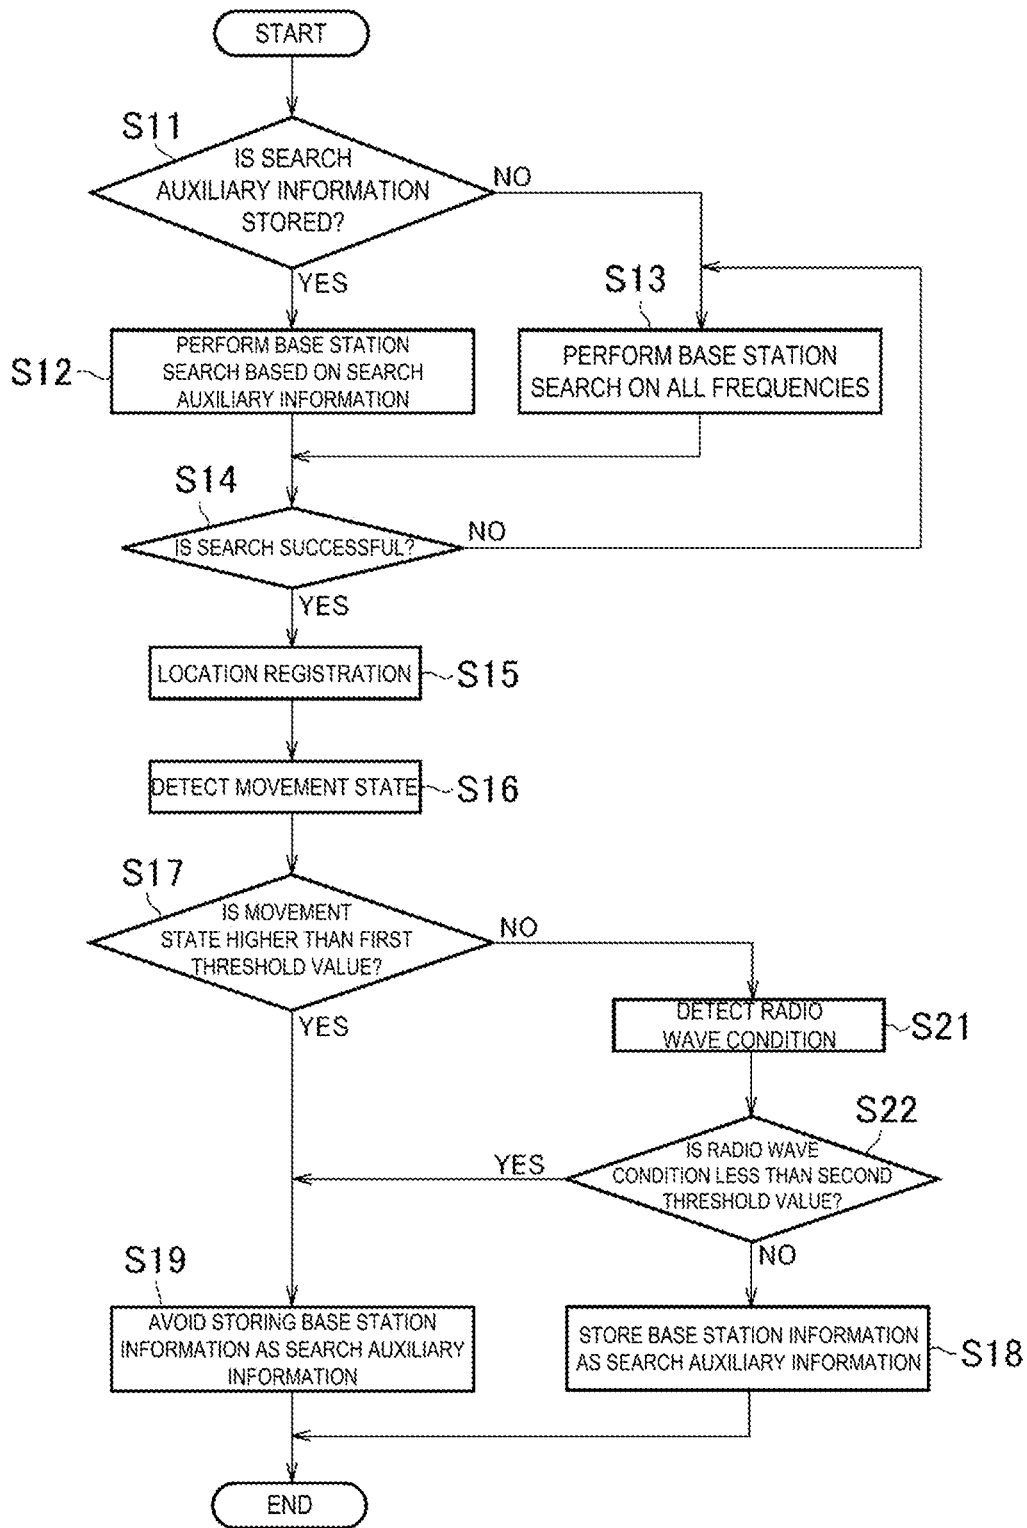 START
S11
IS SEARCH
AUXILIARY INFORMATION
STORED?
NO
YES
S13
S12
PERFORM BASE STATION
SEARCH BASED ON SEARCH
AUXILIARY INFORMATION
PERFORM BASE STATION
SEARCH ON ALL FREQUENCIES
S14
IS SEARCH SUCCESSFUL?
NO
YES
LOCATION REGISTRATION
S15
DETECT MOVEMENT STATE
S16
S17
IS MOVEMENT
STATE HIGHER THAN FIRST
THRESHOLD VALUE?
NO
YES
DETECT RADIO
WAVE CONDITION
S21
S22
IS RADIO WAVE
CONDITION LESS THAN SECOND
THRESHOLD VALUE?
YES
NO
S19
AVOID STORING BASE STATION
INFORMATION AS SEARCH AUXILIARY
INFORMATION
STORE BASE STATION INFORMATION
AS SEARCH AUXILIARY INFORMATION
S18
END